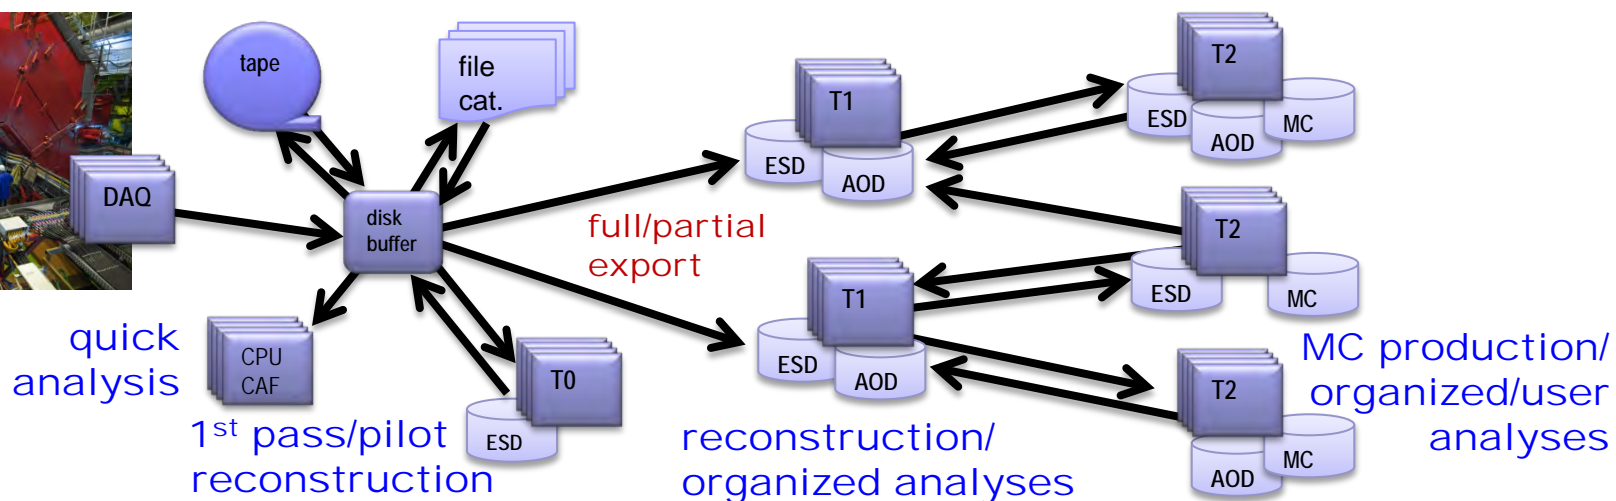 tape
file
cat.
DAQ
disk
buffer
CPU
CAF
quick
analysis
T0
ESD
1st pass/pilot
reconstruction
full/partial
export
T1
ESD
AOD
T1
ESD
AOD
reconstruction/
organized analyses
T2
ESD
AOD
MC
T2
ESD
MC
T2
AOD
MC
MC production/
organized/user
analyses